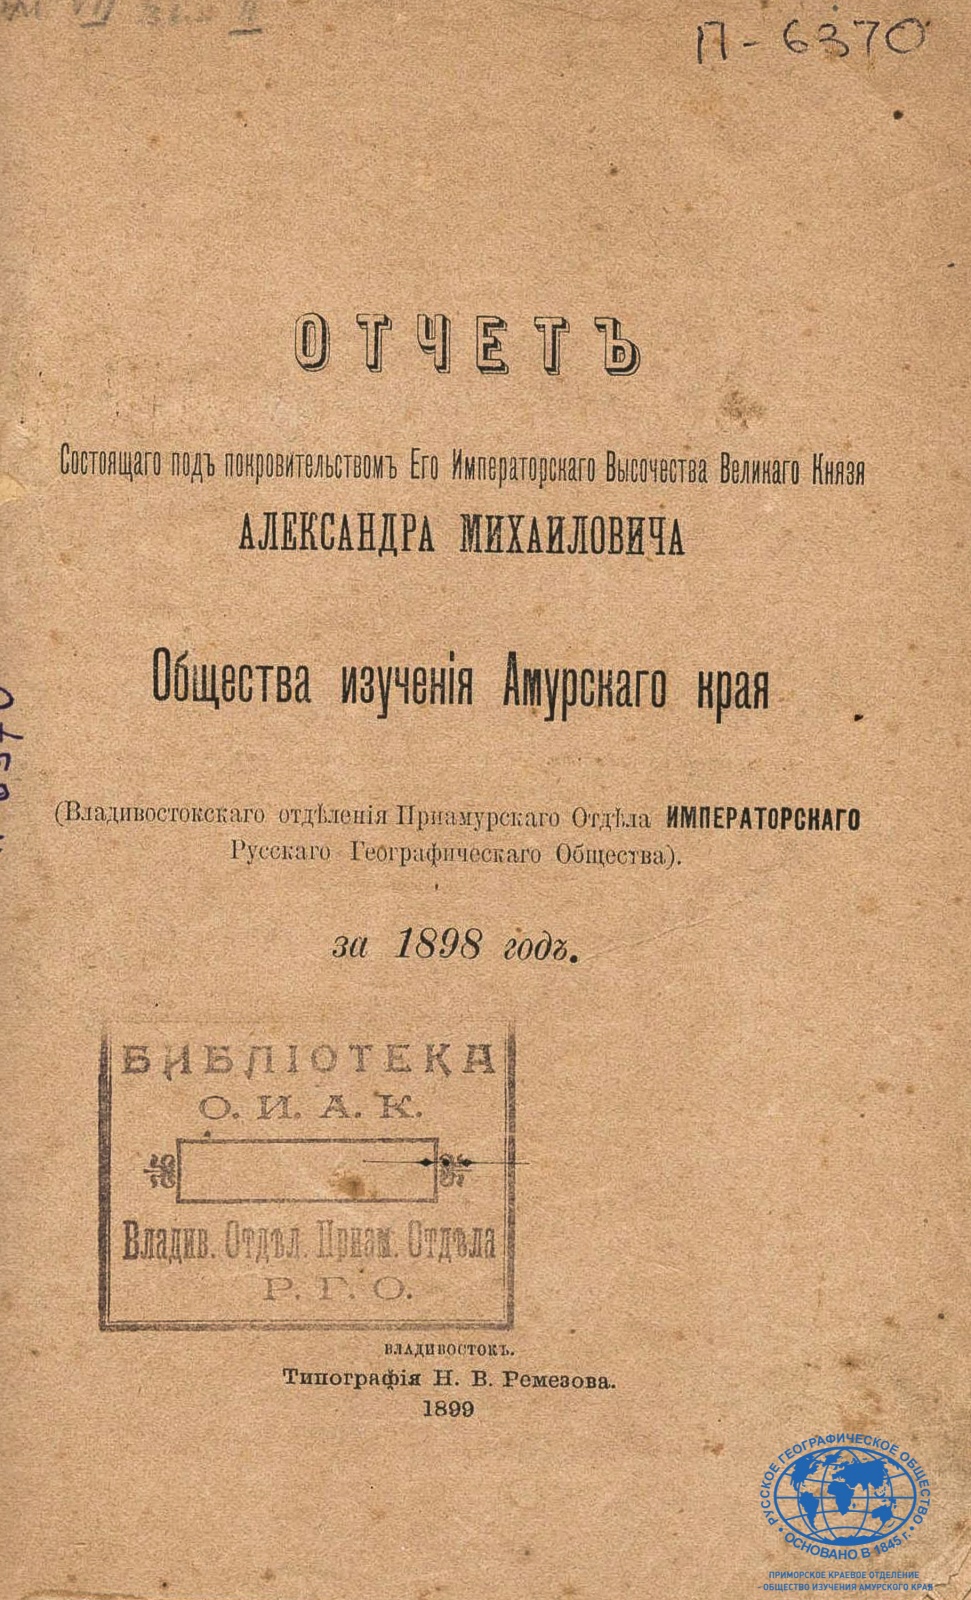 П-6370
ОТЧЕТЪ
Состоящаго подъ покровительствомъ Его Императорскаго Высочества Великаго Князя
АЛЕКСАНДРА МИХАИЛОВИЧА
Общества изученія Амурскаго края
(Владивостокскаго отдѣленія Приамурскаго Отдѣла ИМПЕРАТОРСКАГО
Русскаго Географическаго Общества).
за 1898 годъ.
БИБЛІОТЕКА
О. И. А. К.
Владив. Отдѣл. Приам. Отдѣла
Р. Г. О.
ВЛАДИВОСТОКЪ.
Типографія Н. В. Ремезова.
1899
РУССКОЕ ГЕОГРАФИЧЕСКОЕ ОБЩЕСТВО
• ОСНОВАНО В 1845 г. •
ПРИМОРСКОЕ КРАЕВОЕ ОТДЕЛЕНИЕ
- ОБЩЕСТВО ИЗУЧЕНИЯ АМУРСКОГО КРАЯ